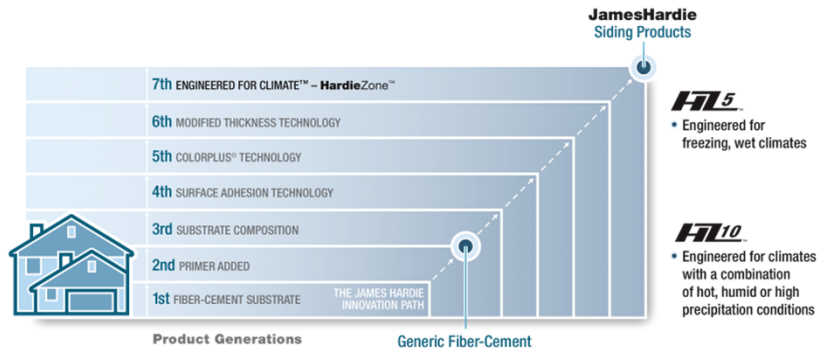 JamesHardie
Siding Products
7th ENGINEERED FOR CLIMATE™ – HardieZone™
6th MODIFIED THICKNESS TECHNOLOGY
5th COLORPLUS® TECHNOLOGY
4th SURFACE ADHESION TECHNOLOGY
3rd SUBSTRATE COMPOSITION
2nd PRIMER ADDED
1st FIBER-CEMENT SUBSTRATE
THE JAMES HARDIE
INNOVATION PATH
Product Generations
Generic Fiber-Cement
HZ5™
• Engineered for
freezing, wet climates
HZ10™
• Engineered for climates
with a combination
of hot, humid or high
precipitation conditions